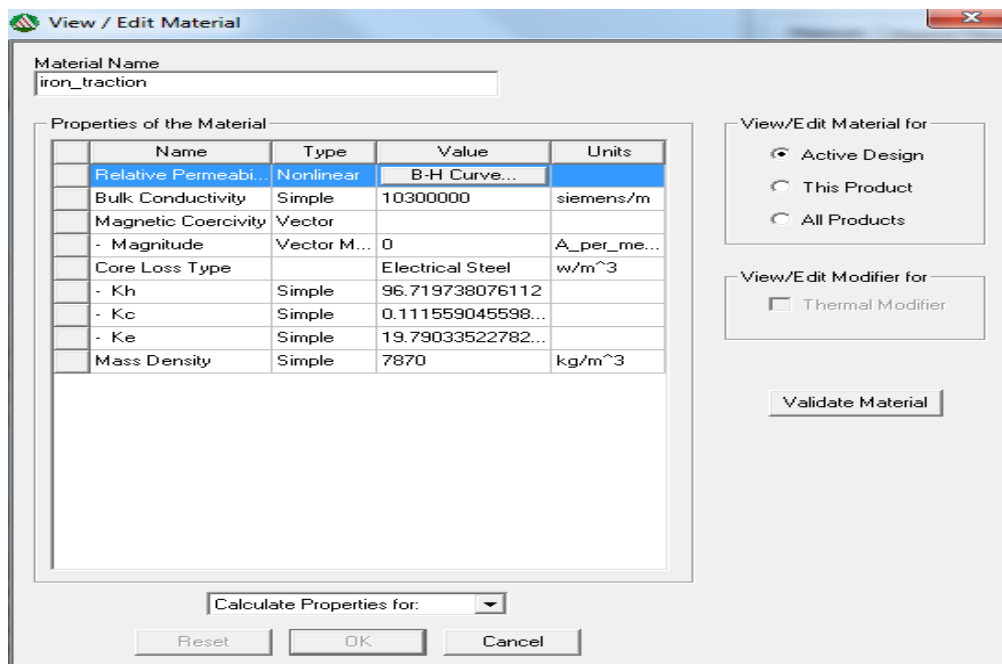 View / Edit Material
Material Name
iron_traction
Properties of the Material
Name Type Value Units
Relative Permeabi... Nonlinear B-H Curve...
Bulk Conductivity Simple 10300000 siemens/m
Magnetic Coercivity Vector
- Magnitude Vector M... 0 A_per_me...
Core Loss Type Electrical Steel w/m^3
- Kh Simple 96.719738076112
- Kc Simple 0.111559045598...
- Ke Simple 19.79033522782...
Mass Density Simple 7870 kg/m^3
Calculate Properties for:
Reset OK Cancel
View/Edit Material for
Active Design
This Product
All Products
View/Edit Modifier for
Thermal Modifier
Validate Material